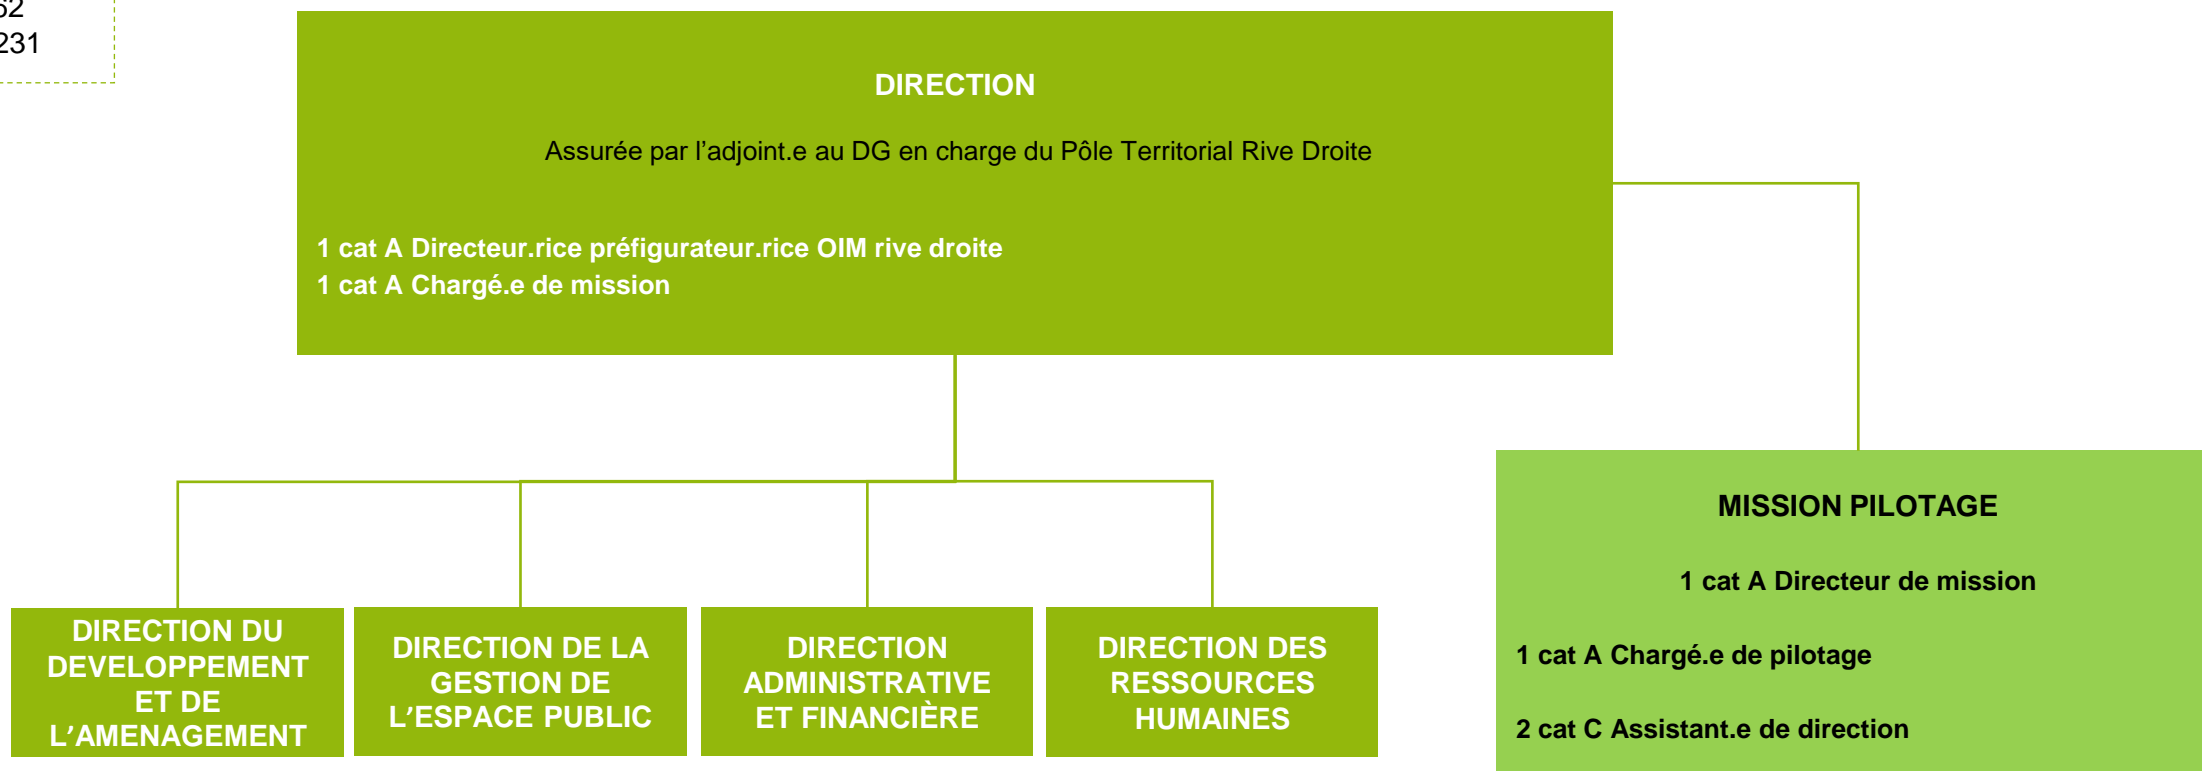 62
231
DIRECTION
Assurée par l’adjoint.e au DG en charge du Pôle Territorial Rive Droite
1 cat A Directeur.rice préfigurateur.rice OIM rive droite
1 cat A Chargé.e de mission
MISSION PILOTAGE
1 cat A Directeur de mission
1 cat A Chargé.e de pilotage
2 cat C Assistant.e de direction
DIRECTION DU
DEVELOPPEMENT
ET DE
L’AMENAGEMENT
DIRECTION DE LA
GESTION DE
L’ESPACE PUBLIC
DIRECTION
ADMINISTRATIVE
ET FINANCIÈRE
DIRECTION DES
RESSOURCES
HUMAINES